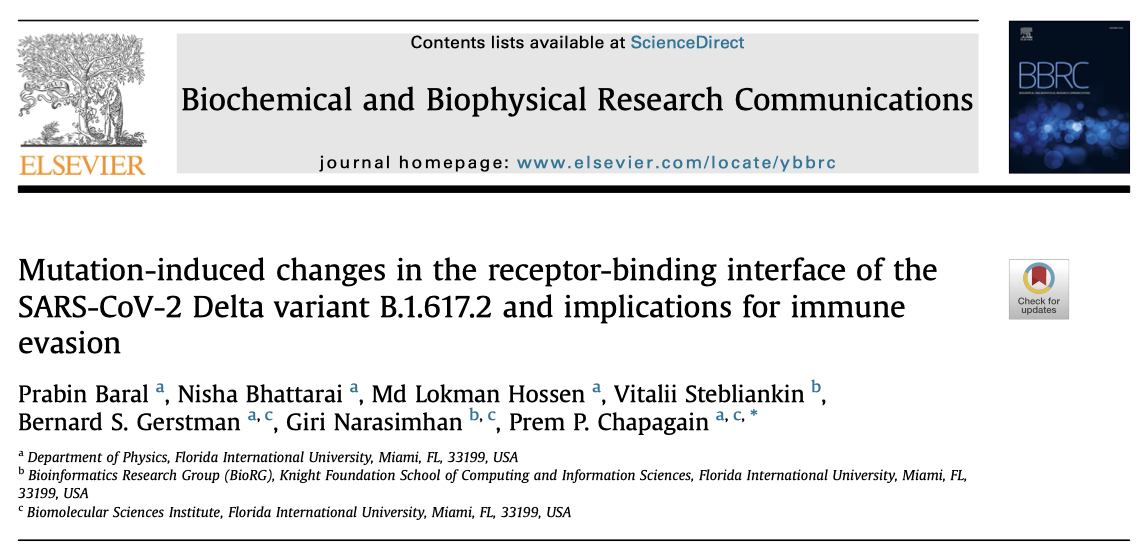 Contents lists available at ScienceDirect
Biochemical and Biophysical Research Communications
journal homepage: www.elsevier.com/locate/ybbrc
ELSEVIER
BBRC
Mutation-induced changes in the receptor-binding interface of the
SARS-CoV-2 Delta variant B.1.617.2 and implications for immune
evasion
Check for
updates
Prabin Baral a, Nisha Bhattarai a, Md Lokman Hossen a, Vitalii Stebliankin b,
Bernard S. Gerstman a, c, Giri Narasimhan b, c, Prem P. Chapagain a, c, *
a Department of Physics, Florida International University, Miami, FL, 33199, USA
b Bioinformatics Research Group (BioRG), Knight Foundation School of Computing and Information Sciences, Florida International University, Miami, FL,
33199, USA
c Biomolecular Sciences Institute, Florida International University, Miami, FL, 33199, USA